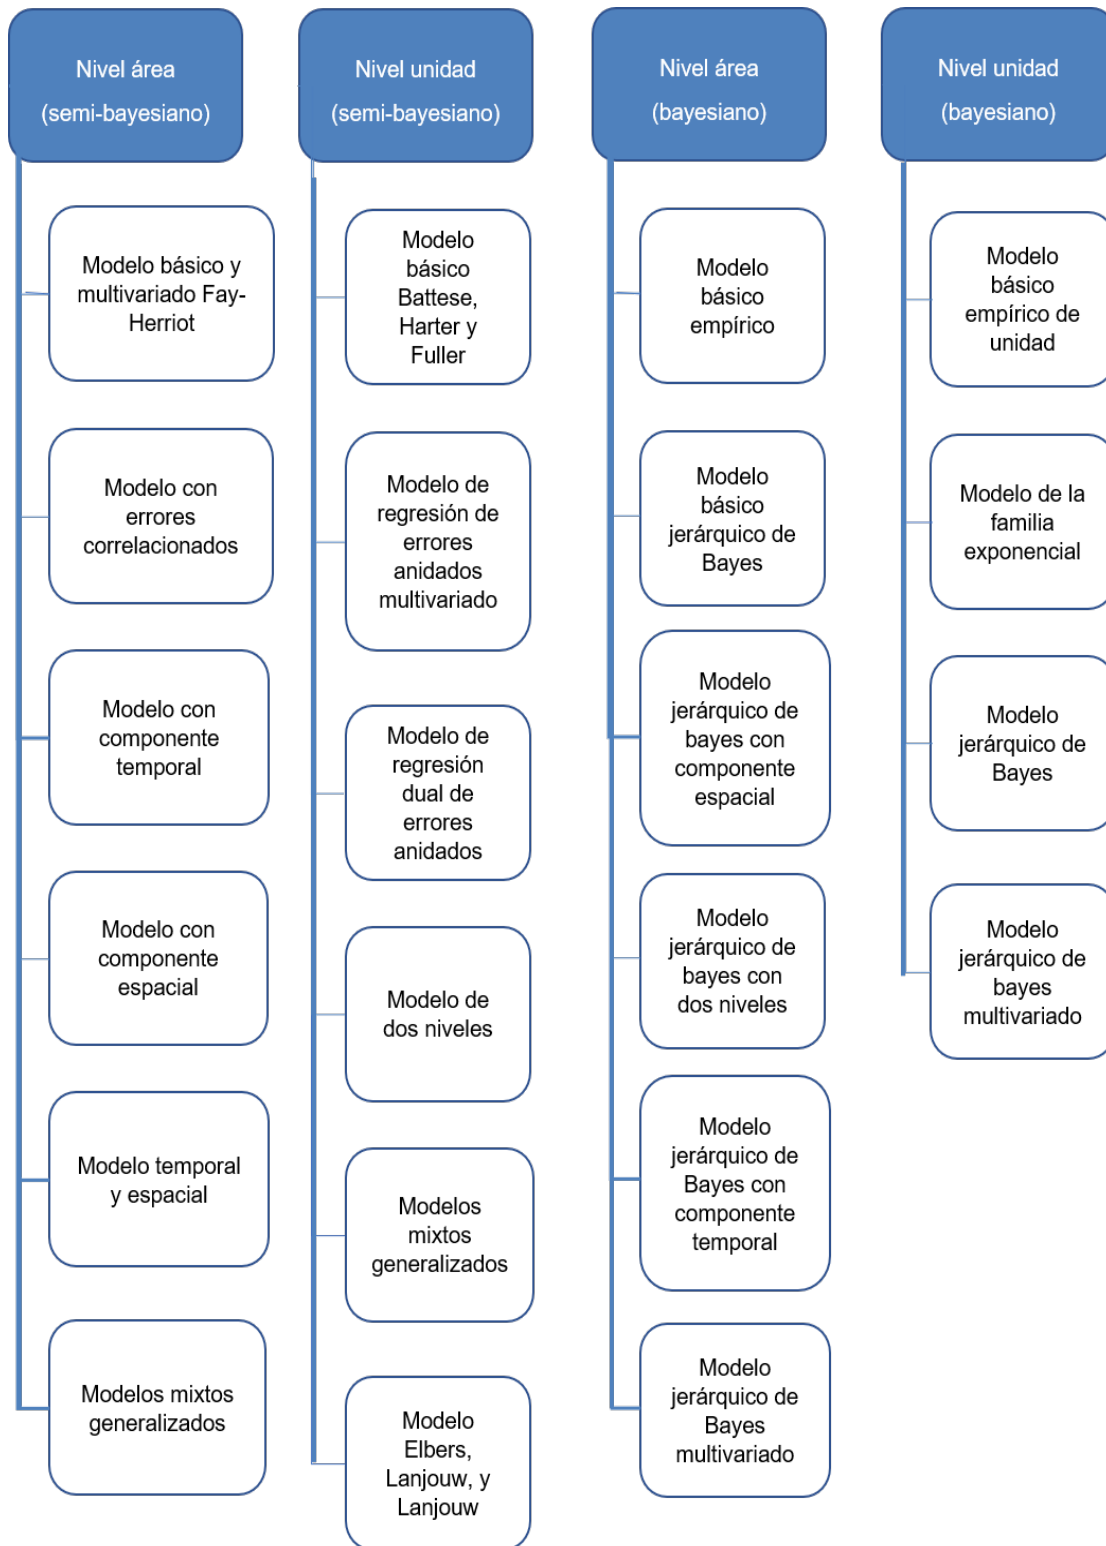 Nivel área
(semi-bayesiano)
Modelo básico y
multivariado Fay-
Herriot
Modelo con
errores
correlacionados
Modelo con
componente
temporal
Modelo con
componente
espacial
Modelo temporal
y espacial
Modelos mixtos
generalizados
Nivel unidad
(semi-bayesiano)
Modelo
básico
Battese,
Harter y
Fuller
Modelo de
regresión de
errores
anidados
multivariado
Modelo de
regresión
dual de
errores
anidados
Modelo de
dos niveles
Modelos
mixtos
generalizados
Modelo
Elbers,
Lanjouw, y
Lanjouw
Nivel área
(bayesiano)
Modelo
básico
empírico
Modelo
básico
jerárquico de
Bayes
Modelo
jerárquico de
bayes con
componente
espacial
Modelo
jerárquico de
bayes con
dos niveles
Modelo
jerárquico de
Bayes con
componente
temporal
Modelo
jerárquico de
Bayes
multivariado
Nivel unidad
(bayesiano)
Modelo
básico
empírico de
unidad
Modelo de la
familia
exponencial
Modelo
jerárquico de
Bayes
Modelo
jerárquico de
bayes
multivariado